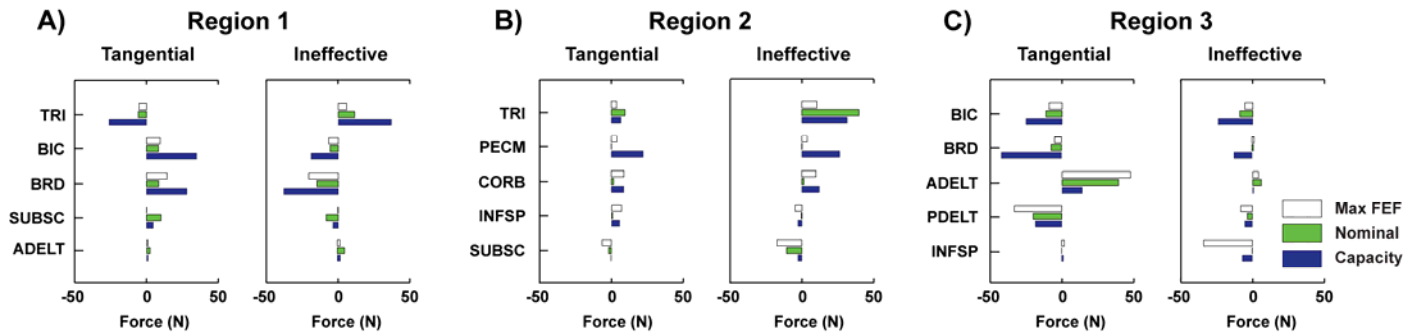 A) Region 1
Tangential Ineffective
TRI
BIC
BRD
SUBSC
ADELT
-50 0 50 -50 0 50
Force (N) Force (N)
B) Region 2
Tangential Ineffective
TRI
PECM
CORB
INFSP
SUBSC
-50 0 50 -50 0 50
Force (N) Force (N)
C) Region 3
Tangential Ineffective
BIC
BRD
ADELT
PDELT
INFSP
-50 0 50 -50 0 50
Force (N) Force (N)
Max FEF
Nominal
Capacity